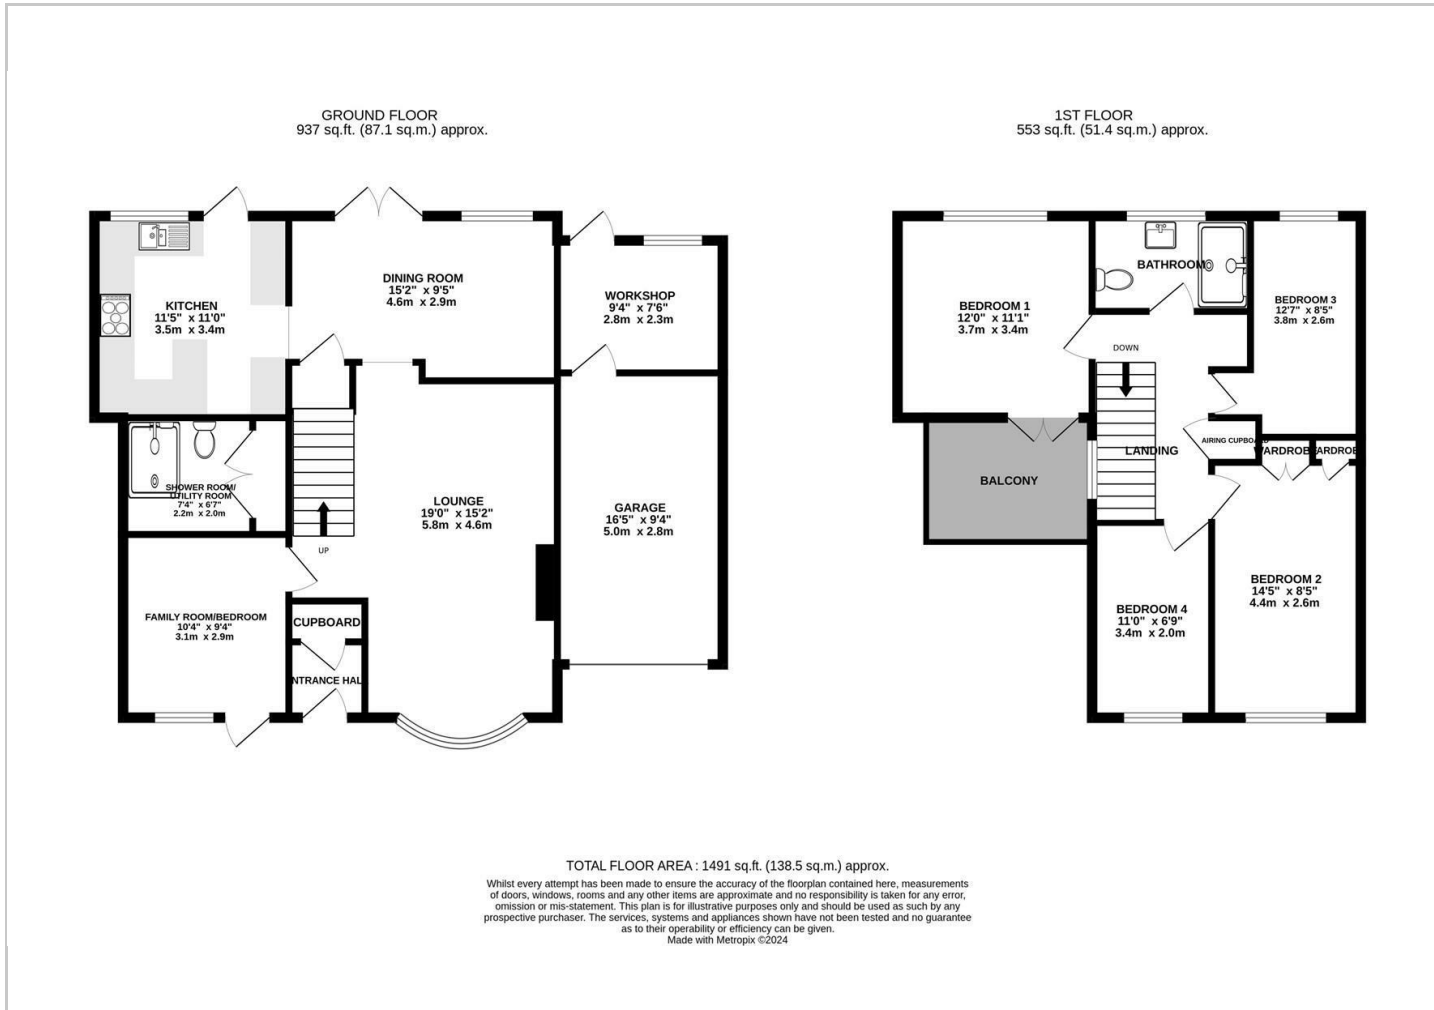 GROUND FLOOR
937 sq.ft. (87.1 sq.m.) approx.
1ST FLOOR
553 sq.ft. (51.4 sq.m.) approx.
KITCHEN
11'5" x 11'0"
3.5m x 3.4m
DINING ROOM
15'2" x 9'5"
4.6m x 2.9m
WORKSHOP
9'4" x 7'6"
2.8m x 2.3m
SHOWER ROOM/
UTILITY ROOM
7'4" x 6'7"
2.2m x 2.0m
UP
LOUNGE
19'0" x 15'2"
5.8m x 4.6m
GARAGE
16'5" x 9'4"
5.0m x 2.8m
FAMILY ROOM/BEDROOM
10'4" x 9'4"
3.1m x 2.9m
CUPBOARD
NTRANCE HAL
BEDROOM 1
12'0" x 11'1"
3.7m x 3.4m
BATHROOM
BEDROOM 3
12'7" x 8'5"
3.8m x 2.6m
DOWN
AIRING CUPBOARD
LANDING
WARDROBE
ARDROBE
BALCONY
BEDROOM 4
11'0" x 6'9"
3.4m x 2.0m
BEDROOM 2
14'5" x 8'5"
4.4m x 2.6m
TOTAL FLOOR AREA : 1491 sq.ft. (138.5 sq.m.) approx.
Whilst every attempt has been made to ensure the accuracy of the floorplan contained here, measurements
of doors, windows, rooms and any other items are approximate and no responsibility is taken for any error,
omission or mis-statement. This plan is for illustrative purposes only and should be used as such by any
prospective purchaser. The services, systems and appliances shown have not been tested and no guarantee
as to their operability or efficiency can be given.
Made with Metropix ©2024